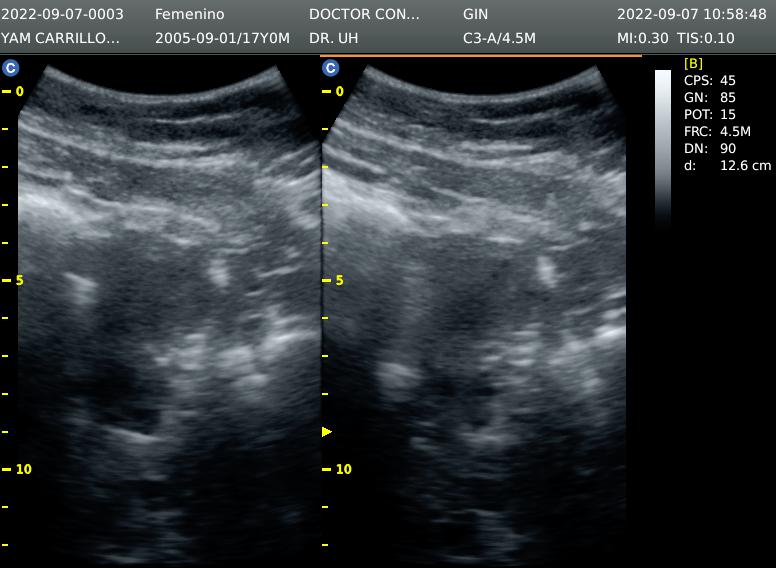 2022-09-07-0003 Femenino DOCTOR CON... GIN 2022-09-07 10:58:48
YAM CARRILLO... 2005-09-01/17Y0M DR. UH C3-A/4.5M MI:0.30 TIS:0.10
C C
[B]
0 0
CPS: 45
GN: 85
POT: 15
FRC: 4.5M
DN: 90
d: 12.6 cm
5 5
10 10